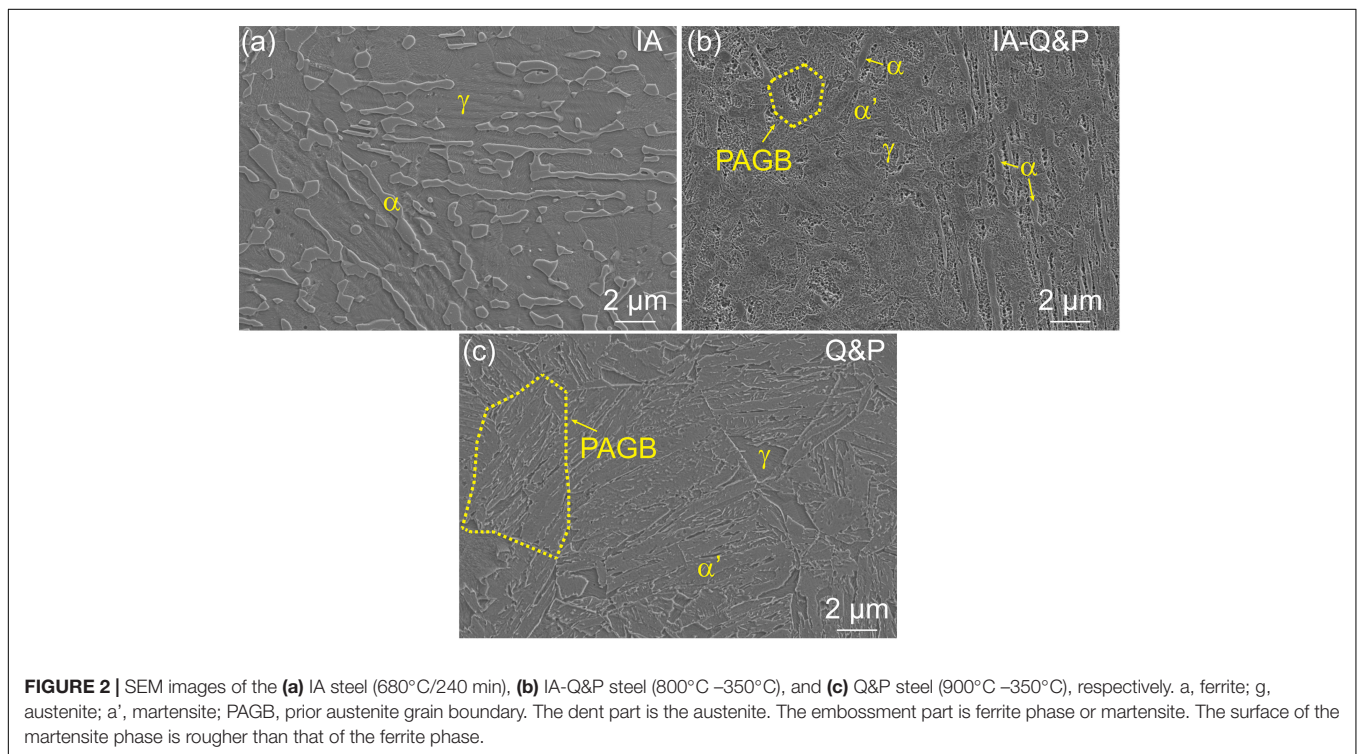 (a) IA
γ
α
2 μm
(b) IA-Q&P
α
α'
PAGB
γ
α
2 μm
(c) Q&P
PAGB
γ
α'
2 μm
FIGURE 2 | SEM images of the (a) IA steel (680°C/240 min), (b) IA-Q&P steel (800°C –350°C), and (c) Q&P steel (900°C –350°C), respectively. a, ferrite; g,
austenite; a', martensite; PAGB, prior austenite grain boundary. The dent part is the austenite. The embossment part is ferrite phase or martensite. The surface of the
martensite phase is rougher than that of the ferrite phase.